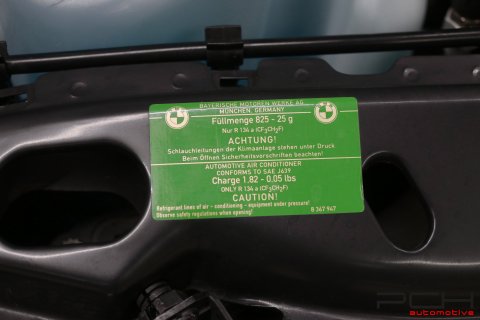 BAYERISCHE MOTOREN WERKE AG
MÜNCHEN, GERMANY
Füllmenge 825 - 25 g
Nur R 134 a (CF3CH2F)
ACHTUNG!
Schlauchleitungen der Klimaanlage stehen unter Druck
Beim Öffnen Sicherheitsvorschriften beachten!
AUTOMOTIVE AIR CONDITIONER
CONFORMS TO SAE J639
Charge 1.82 - 0.05 lbs
ONLY R 134 a (CF3CH2F)
CAUTION!
Refrigerant lines of air - conditioning - equipment under pressure!
Observe safety regulations when opening!
8 367 947
PCH
automotive